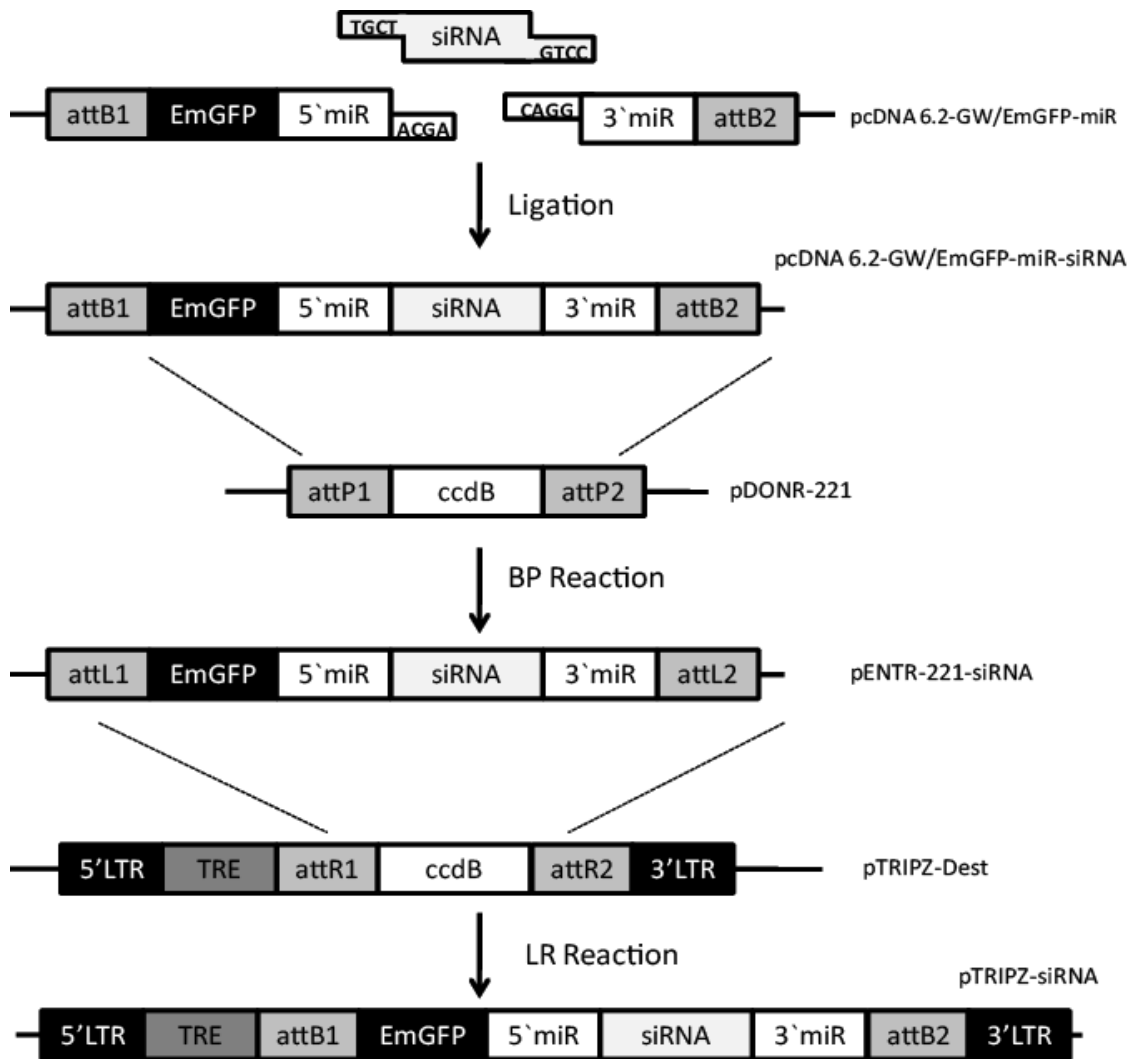 TGCT siRNA GTCC
attB1 EmGFP 5`miR ACGA CAGG 3`miR attB2 pcDNA 6.2-GW/EmGFP-miR
Ligation
pcDNA 6.2-GW/EmGFP-miR-siRNA
attB1 EmGFP 5`miR siRNA 3`miR attB2
attP1 ccdB attP2 pDONR-221
BP Reaction
attL1 EmGFP 5`miR siRNA 3`miR attL2 pENTR-221-siRNA
5'LTR TRE attR1 ccdB attR2 3'LTR pTRIPZ-Dest
LR Reaction
pTRIPZ-siRNA
5'LTR TRE attB1 EmGFP 5`miR siRNA 3`miR attB2 3'LTR